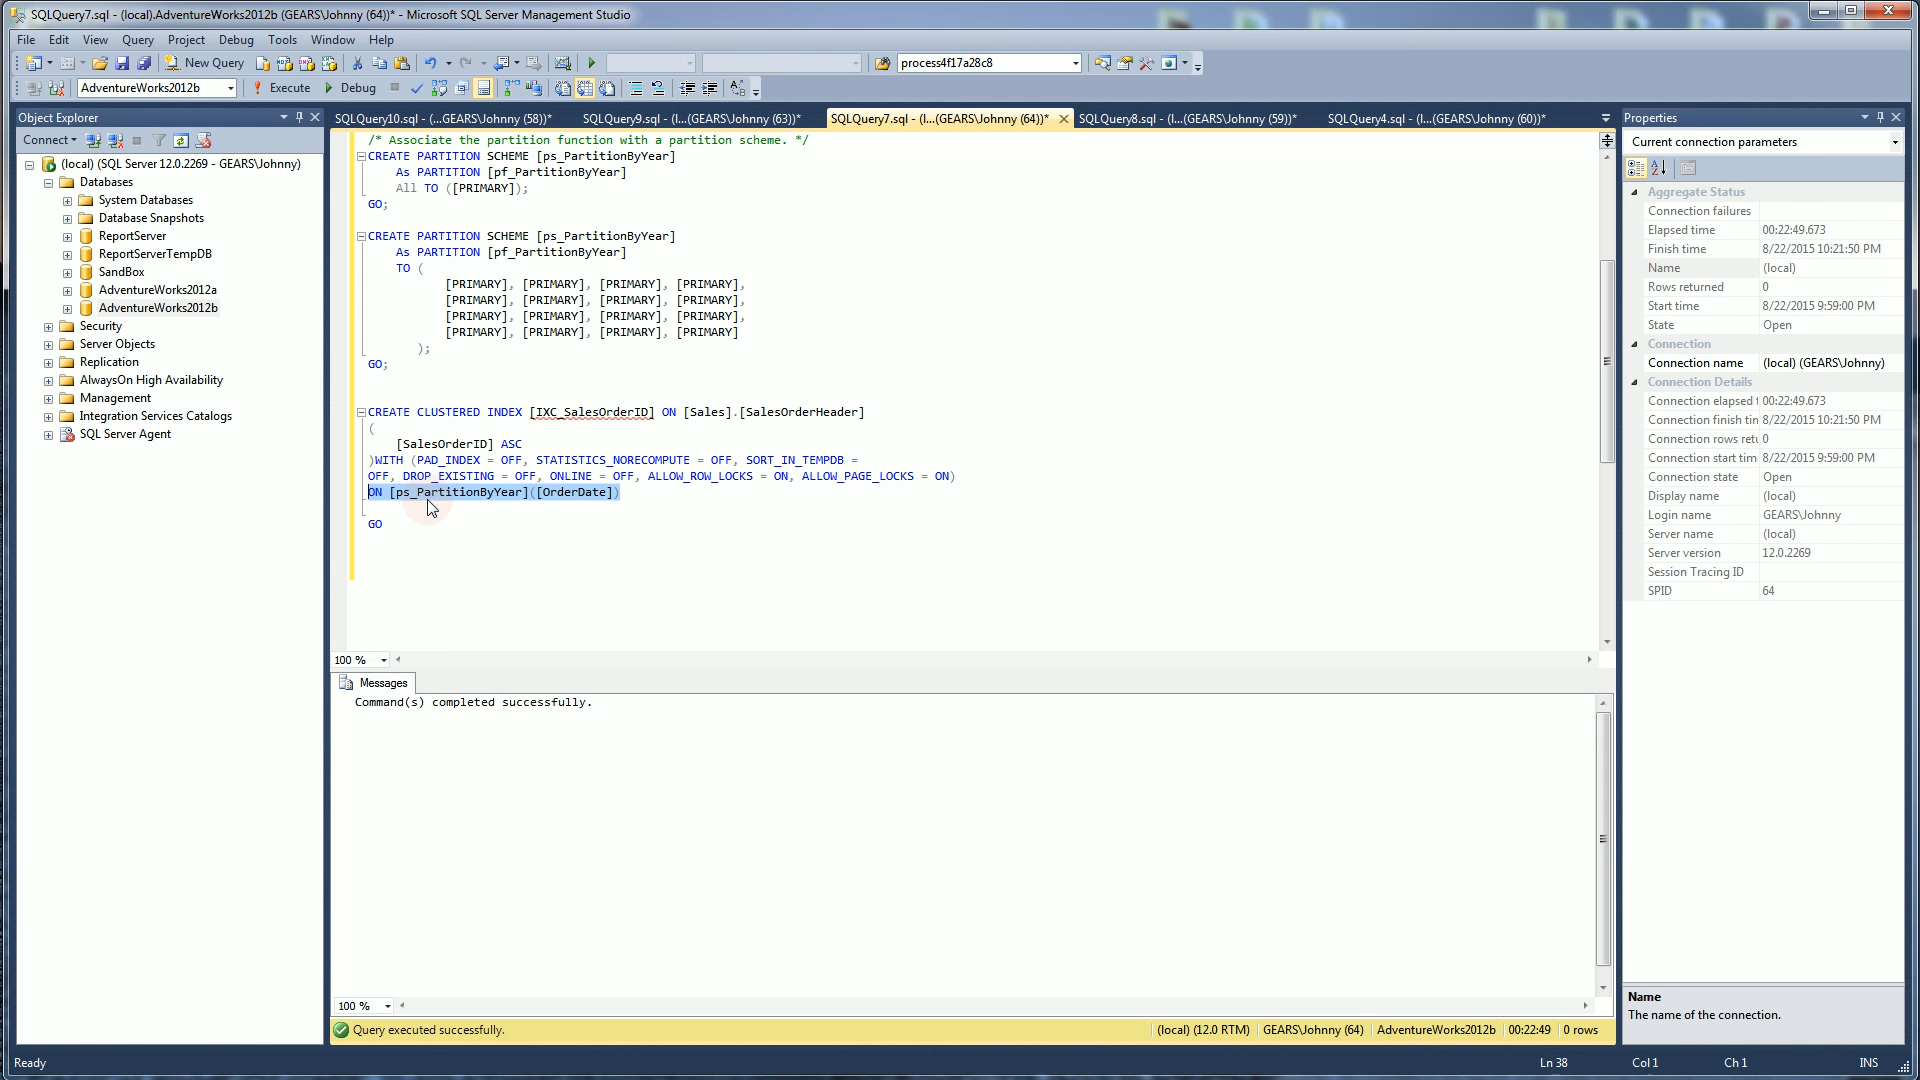 SQLQuery7.sql - (local).AdventureWorks2012b (GEARS\Johnny (64))* - Microsoft SQL Server Management Studio
File Edit View Query Project Debug Tools Window Help
New Query process4f17a28c8
AdventureWorks2012b Execute Debug
Object Explorer
Connect
(local) (SQL Server 12.0.2269 - GEARS\Johnny)
Databases
System Databases
Database Snapshots
ReportServer
ReportServerTempDB
SandBox
AdventureWorks2012a
AdventureWorks2012b
Security
Server Objects
Replication
AlwaysOn High Availability
Management
Integration Services Catalogs
SQL Server Agent
SQLQuery10.sql - (...GEARS\Johnny (58))* SQLQuery9.sql - (l...(GEARS\Johnny (63))* SQLQuery7.sql - (l...(GEARS\Johnny (64))* SQLQuery8.sql - (l...(GEARS\Johnny (59))* SQLQuery4.sql - (l...(GEARS\Johnny (60))*
/* Associate the partition function with a partition scheme. */
CREATE PARTITION SCHEME [ps_PartitionByYear]
As PARTITION [pf_PartitionByYear]
All TO ([PRIMARY]);
GO;
CREATE PARTITION SCHEME [ps_PartitionByYear]
As PARTITION [pf_PartitionByYear]
TO (
[PRIMARY], [PRIMARY], [PRIMARY], [PRIMARY],
[PRIMARY], [PRIMARY], [PRIMARY], [PRIMARY],
[PRIMARY], [PRIMARY], [PRIMARY], [PRIMARY],
[PRIMARY], [PRIMARY], [PRIMARY], [PRIMARY]
);
GO;
CREATE CLUSTERED INDEX [IXC_SalesOrderID] ON [Sales].[SalesOrderHeader]
(
[SalesOrderID] ASC
)WITH (PAD_INDEX = OFF, STATISTICS_NORECOMPUTE = OFF, SORT_IN_TEMPDB =
OFF, DROP_EXISTING = OFF, ONLINE = OFF, ALLOW_ROW_LOCKS = ON, ALLOW_PAGE_LOCKS = ON)
ON [ps_PartitionByYear]([OrderDate])
GO
100 %
Messages
Command(s) completed successfully.
100 %
Query executed successfully. (local) (12.0 RTM) GEARS\Johnny (64) AdventureWorks2012b 00:22:49 0 rows
Properties
Current connection parameters
Aggregate Status
Connection failures
Elapsed time 00:22:49.673
Finish time 8/22/2015 10:21:50 PM
Name (local)
Rows returned 0
Start time 8/22/2015 9:59:00 PM
State Open
Connection
Connection name (local) (GEARS\Johnny)
Connection Details
Connection elapsed t 00:22:49.673
Connection finish tin 8/22/2015 10:21:50 PM
Connection rows retu 0
Connection start tim 8/22/2015 9:59:00 PM
Connection state Open
Display name (local)
Login name GEARS\Johnny
Server name (local)
Server version 12.0.2269
Session Tracing ID
SPID 64
Name
The name of the connection.
Ready Ln 38 Col 1 Ch 1 INS